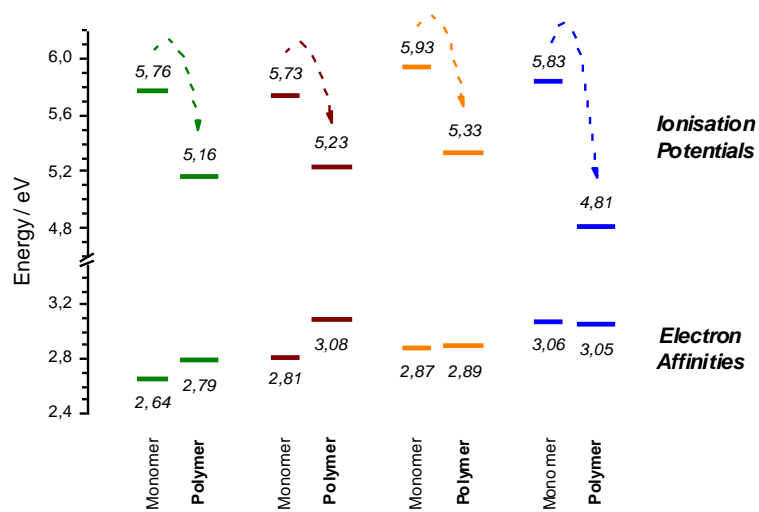 6,0
5,6
5,2
4,8
3,2
2,8
2,4
Energy / eV
5,76
5,16
5,73
5,23
5,93
5,33
5,83
4,81
Ionisation
Potentials
2,64
2,79
2,81
3,08
2,87
2,89
3,06
3,05
Electron
Affinities
Monomer
Polymer
Monomer
Polymer
Monomer
Polymer
Monomer
Polymer